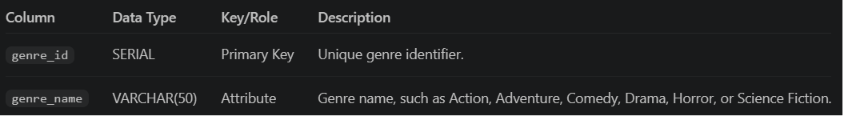 Column Data Type Key/Role Description
genre_id SERIAL Primary Key Unique genre identifier.
genre_name VARCHAR(50) Attribute Genre name, such as Action, Adventure, Comedy, Drama, Horror, or Science Fiction.